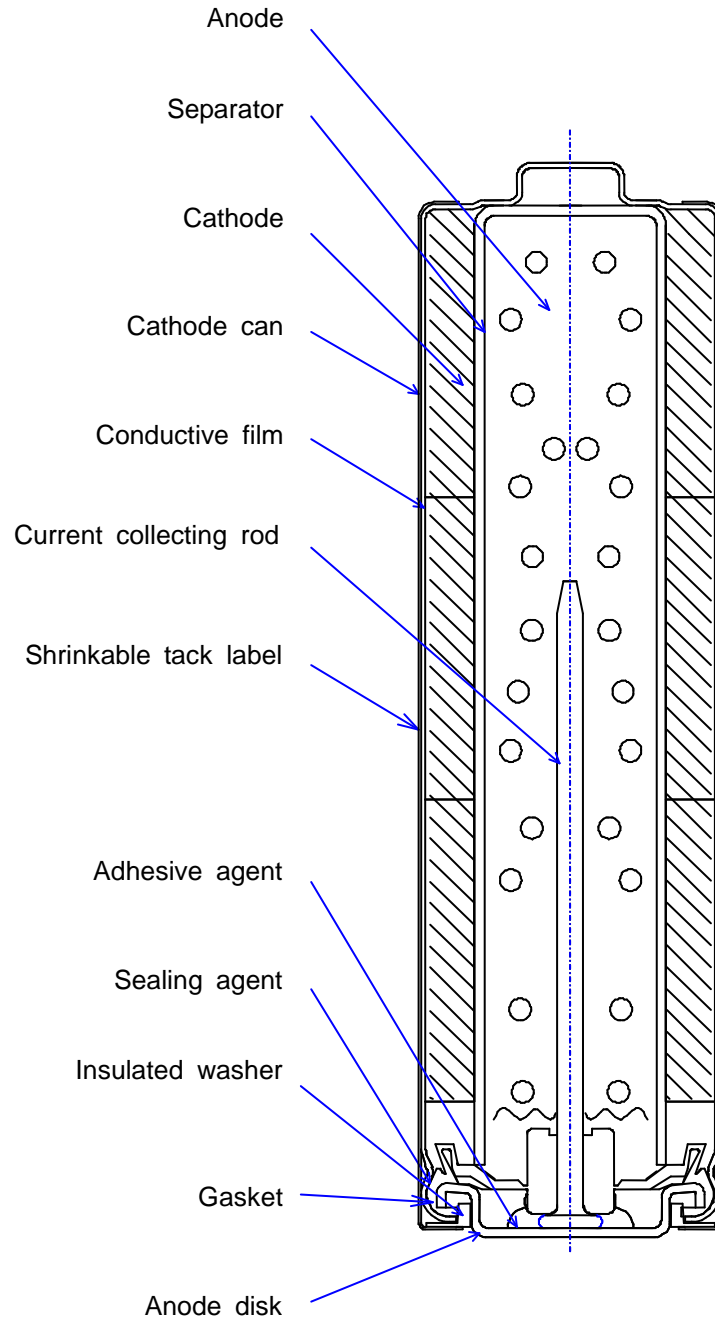 Anode
Separator
Cathode
Cathode can
Conductive film
Current collecting rod
Shrinkable tack label
Adhesive agent
Sealing agent
Insulated washer
Gasket
Anode disk